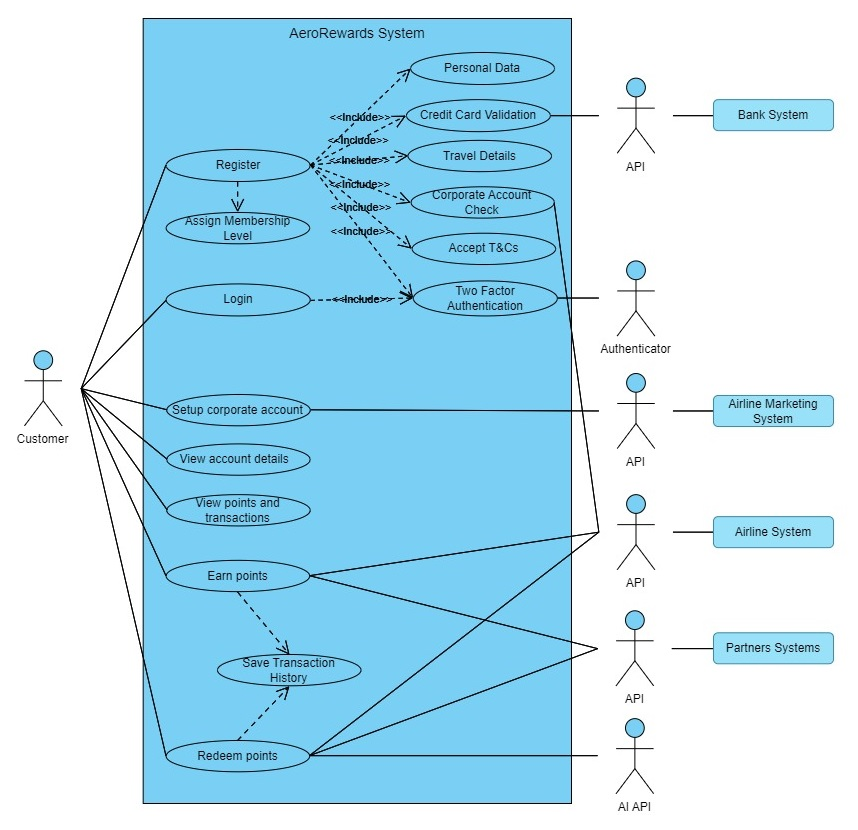 AeroRewards System
Personal Data
<<Include>>
Credit Card Validation
API
Bank System
<<Include>>
Register
<<Include>>
Travel Details
<<Include>>
Corporate Account
Check
<<Include>>
Assign Membership
Level
<<Include>>
Accept T&Cs
Login
<<Include>>
Two Factor
Authentication
Authenticator
Customer
Setup corporate account
API
Airline Marketing
System
View account details
View points and
transactions
API
Airline System
Earn points
Save Transaction
History
API
Partners Systems
Redeem points
AI API